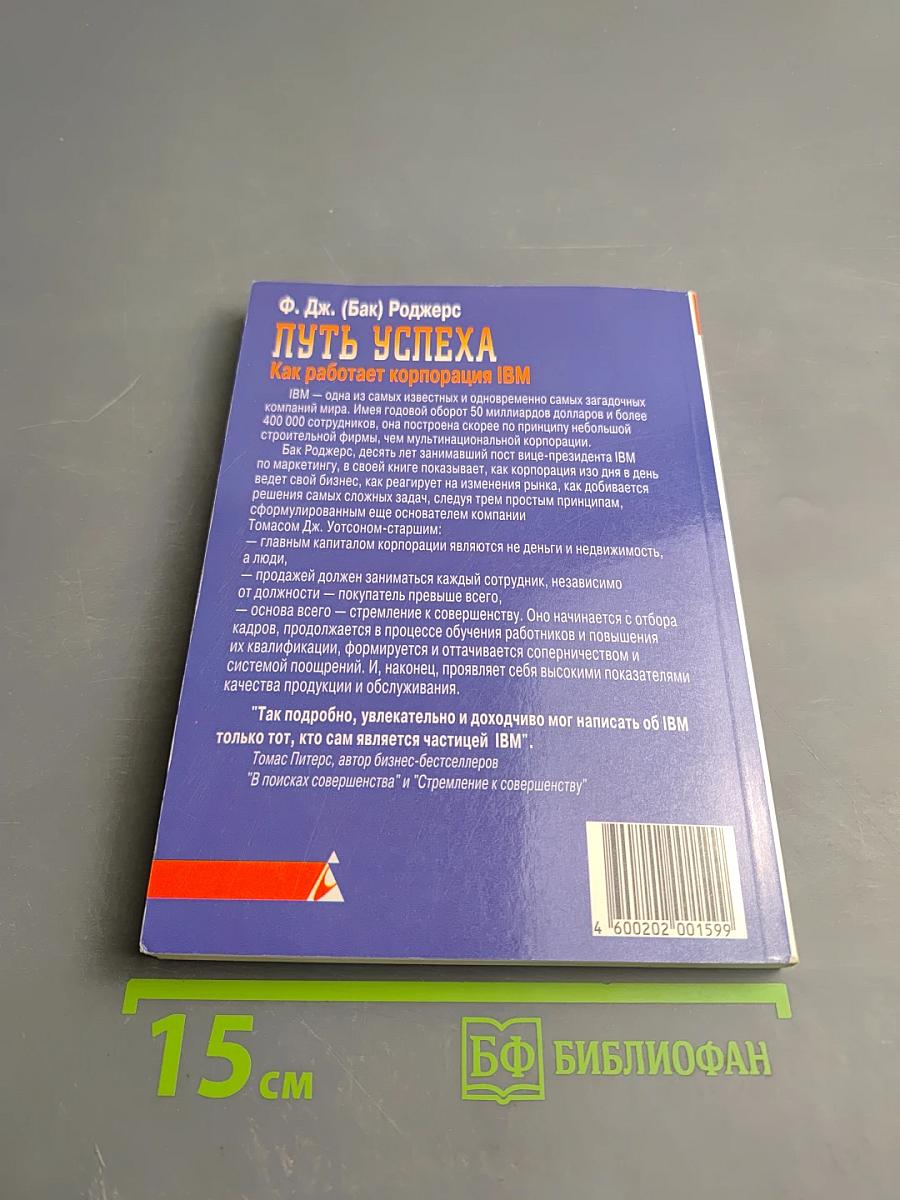 Ф. Дж. (Бак) Роджерс
ПУТЬ УСПЕХА
Как работает корпорация IBM
IBM — одна из самых известных и одновременно самых загадочных
компаний мира. Имея годовой оборот 50 миллиардов долларов и более
400 000 сотрудников, она построена скорее по принципу небольшой
строительной фирмы, чем мультинациональной корпорации.
Бак Роджерс, десять лет занимавший пост вице-президента IBM
по маркетингу, в своей книге показывает, как корпорация изо дня в день
ведет свой бизнес, как реагирует на изменения рынка, как добивается
решения самых сложных задач, следуя трем простым принципам,
сформулированным еще основателем компании
Томасом Дж. Уотсоном-старшим:
— главным капиталом корпорации являются не деньги и недвижимость,
а люди,
— продажей должен заниматься каждый сотрудник, независимо
от должности — покупатель превыше всего,
— основа всего — стремление к совершенству. Оно начинается с отбора
кадров, продолжается в процессе обучения работников и повышения
их квалификации, формируется и оттачивается соперничеством и
системой поощрений. И, наконец, проявляет себя высокими показателями
качества продукции и обслуживания.
"Так подробно, увлекательно и доходчиво мог написать об IBM
только тот, кто сам является частицей IBM".
Томас Питерс, автор бизнес-бестселлеров
"В поисках совершенства" и "Стремление к совершенству"
4 600202 001599
15 см
БФ БИБЛИОФАН